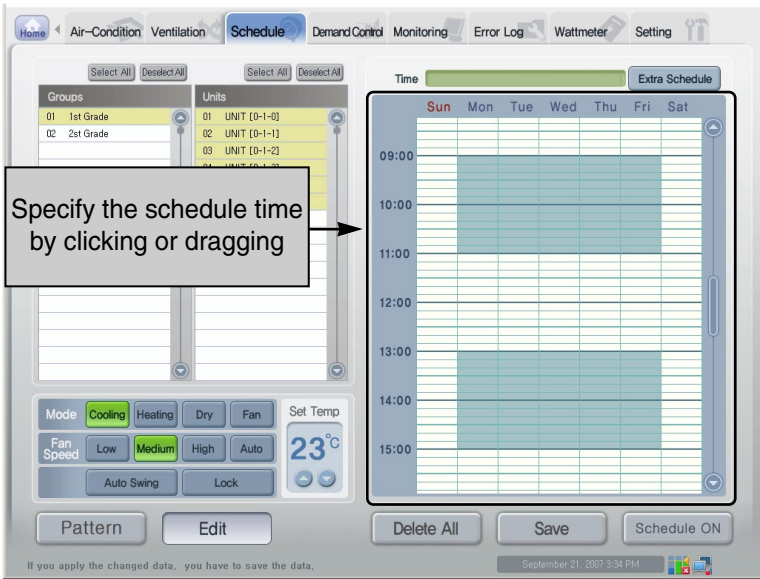 Home Air-Condition Ventilation Schedule Demand Control Monitoring Error Log Wattmeter Setting
Select All Deselect All Select All Deselect All
Time Extra Schedule
Groups Units
01 1st Grade
02 2st Grade
01 UNIT [0-1-0]
02 UNIT [0-1-1]
03 UNIT [0-1-2]
Specify the schedule time
by clicking or dragging
Sun Mon Tue Wed Thu Fri Sat
09:00
10:00
11:00
12:00
13:00
14:00
15:00
Mode Cooling Heating Dry Fan
Fan
Speed
Low Medium High Auto
Auto Swing Lock
Set Temp
23°C
Pattern Edit Delete All Save Schedule ON
If you apply the changed data, you have to save the data.
September 21, 2007 3:34 PM